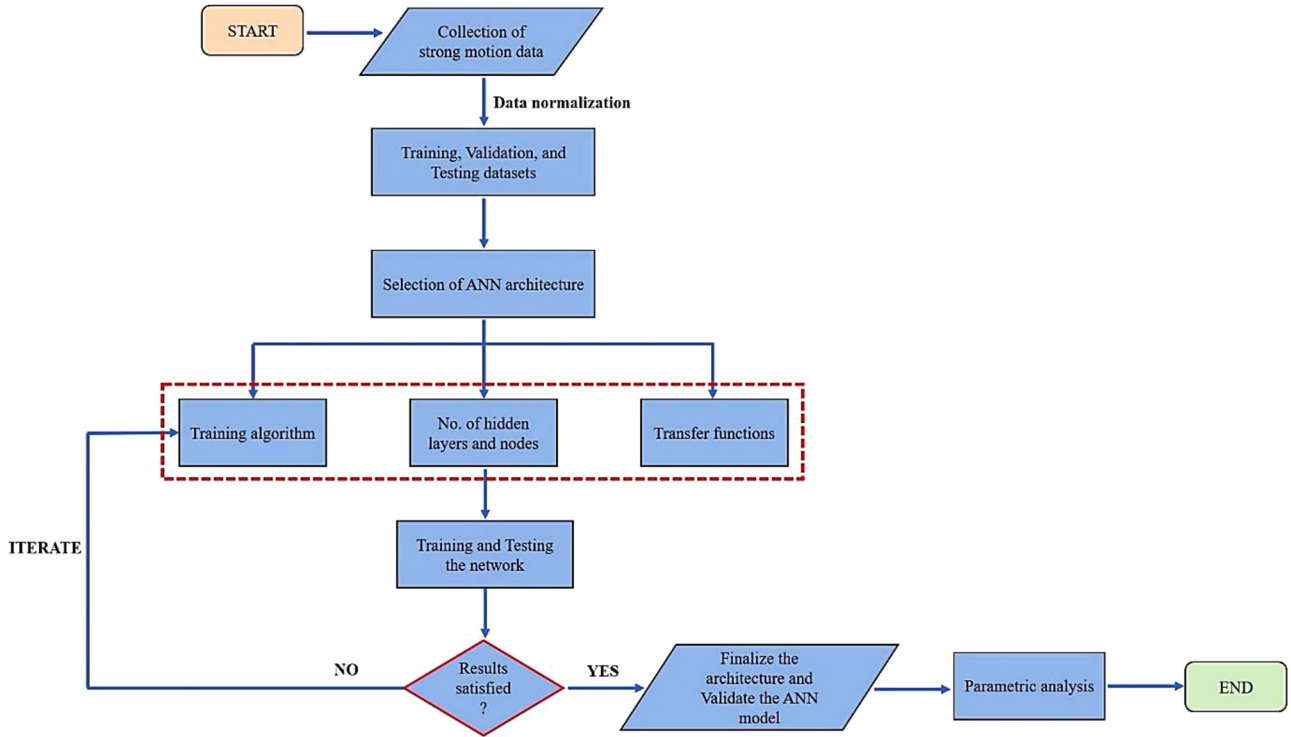 START
Collection of
strong motion data
Data normalization
Training, Validation, and
Testing datasets
Selection of ANN architecture
Training algorithm
No. of hidden
layers and nodes
Transfer functions
ITERATE
Training and Testing
the network
NO
Results
satisfied
?
YES
Finalize the
architecture and
Validate the ANN
model
Parametric analysis
END